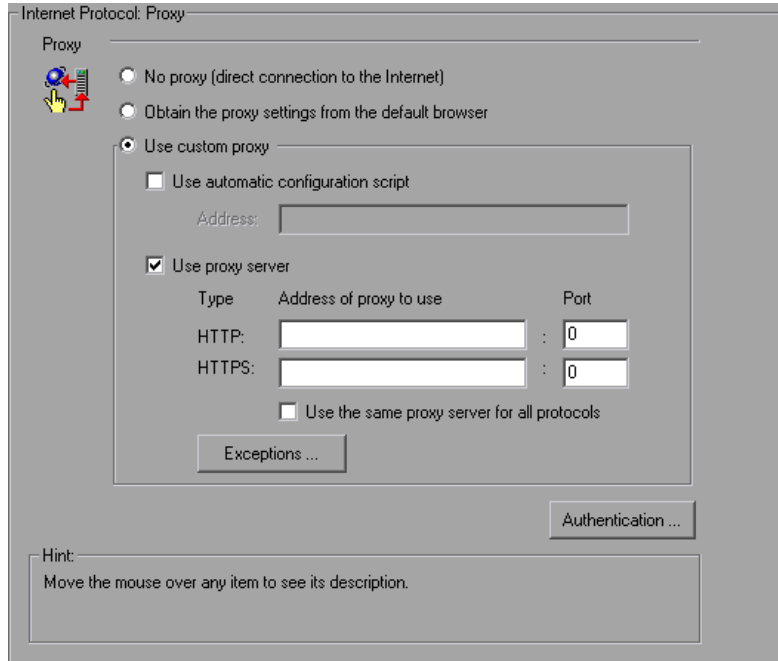 Internet Protocol: Proxy
Proxy
No proxy (direct connection to the Internet)
Obtain the proxy settings from the default browser
Use custom proxy
Use automatic configuration script
Address:
Use proxy server
Type Address of proxy to use Port
HTTP: : 0
HTTPS: : 0
Use the same proxy server for all protocols
Exceptions ...
Authentication ...
Hint:
Move the mouse over any item to see its description.